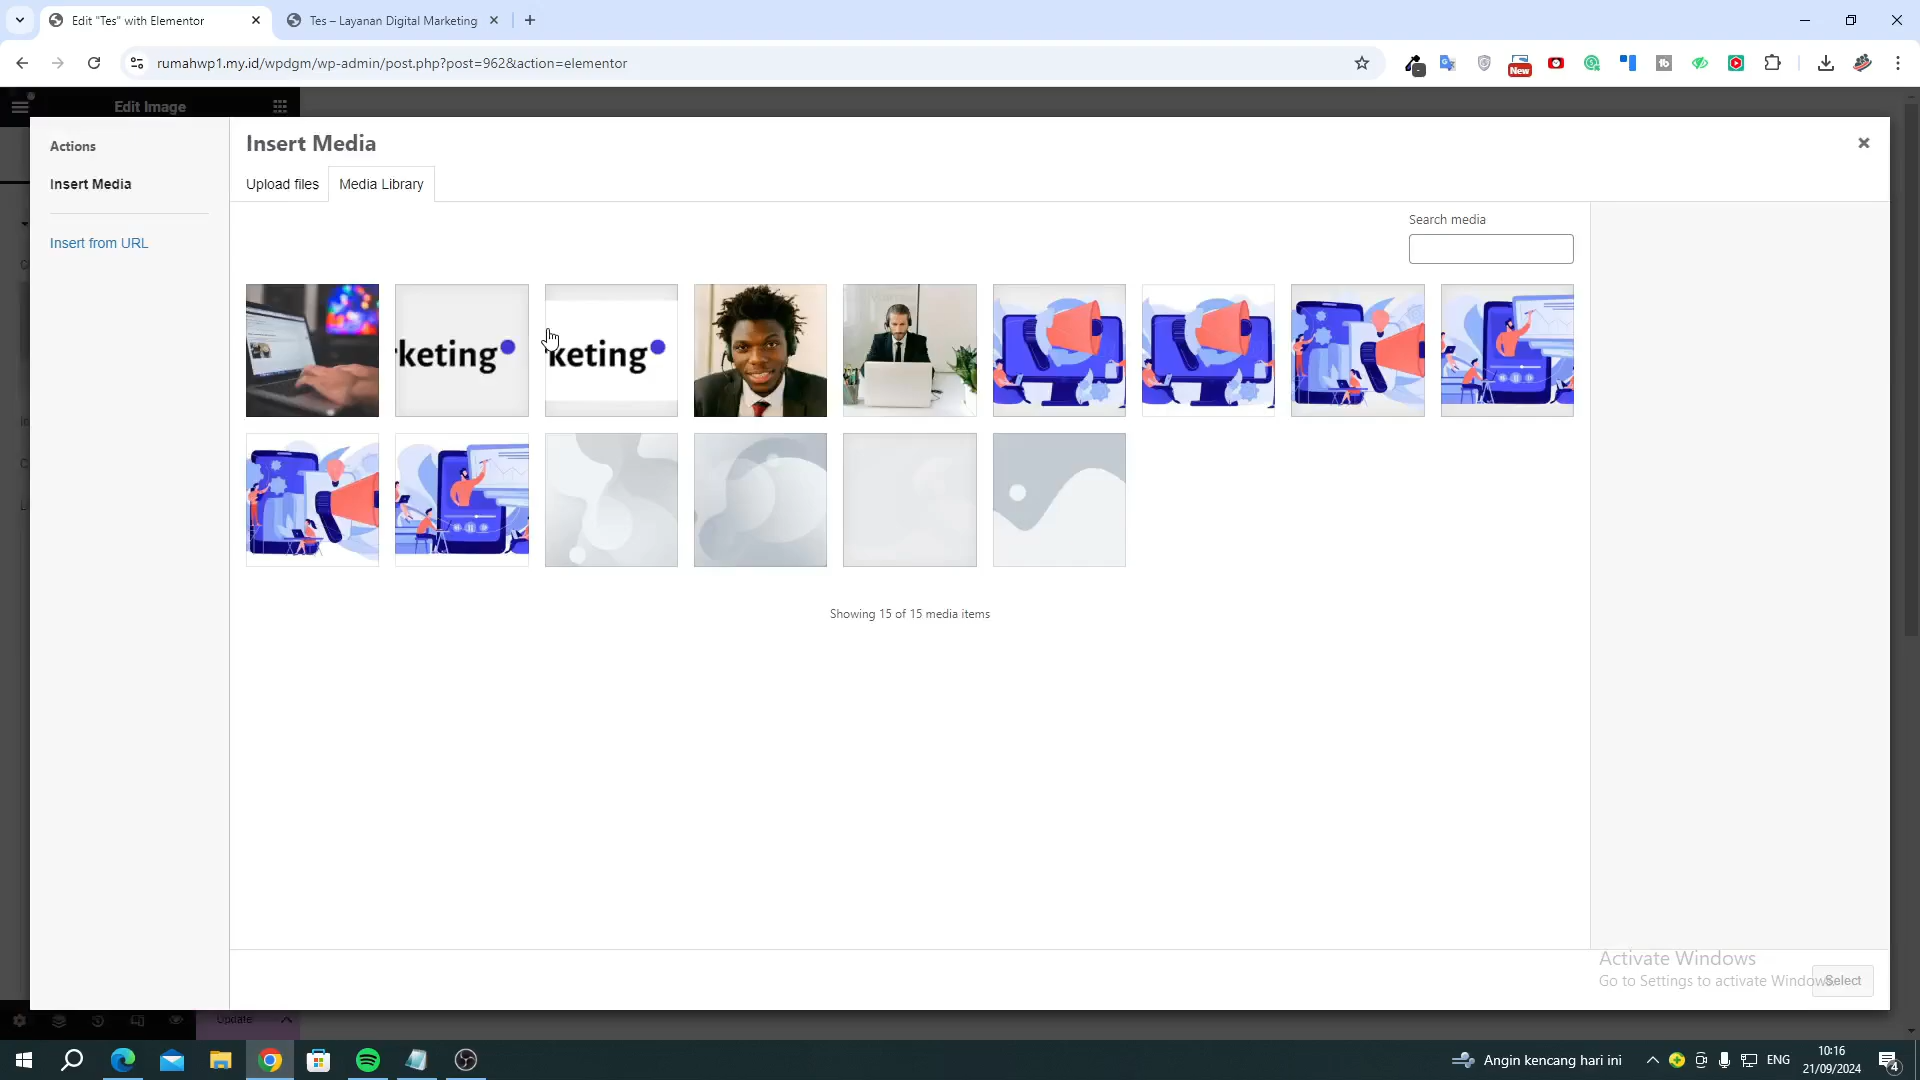 Edit "Tes" with Elementor
Tes – Layanan Digital Marketing
rumahwp1.my.id/wpdgm/wp-admin/post.php?post=962&action=elementor
New
Edit Image
Actions
Insert Media
Insert from URL
Insert Media
Upload files
Media Library
Search media
keting
keting
Showing 15 of 15 media items
Activate Windows
Go to Settings to activate Windows.
Select
Update
Angin kencang hari ini
ENG
10:16
21/09/2024
4